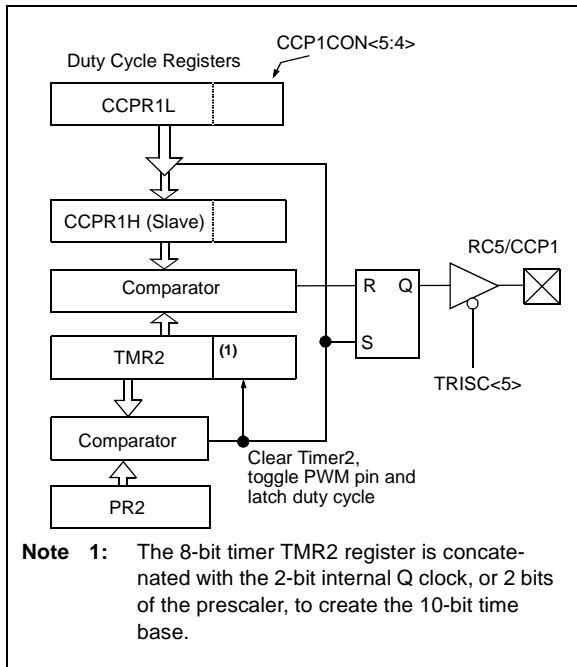 CCP1CON<5:4>
Duty Cycle Registers
CCPR1L
CCPR1H (Slave)
RC5/CCP1
Comparator
R Q
TMR2
(1)
S
TRISC<5>
Comparator
Clear Timer2,
toggle PWM pin and
latch duty cycle
PR2
Note 1: The 8-bit timer TMR2 register is concate-
nated with the 2-bit internal Q clock, or 2 bits
of the prescaler, to create the 10-bit time
base.